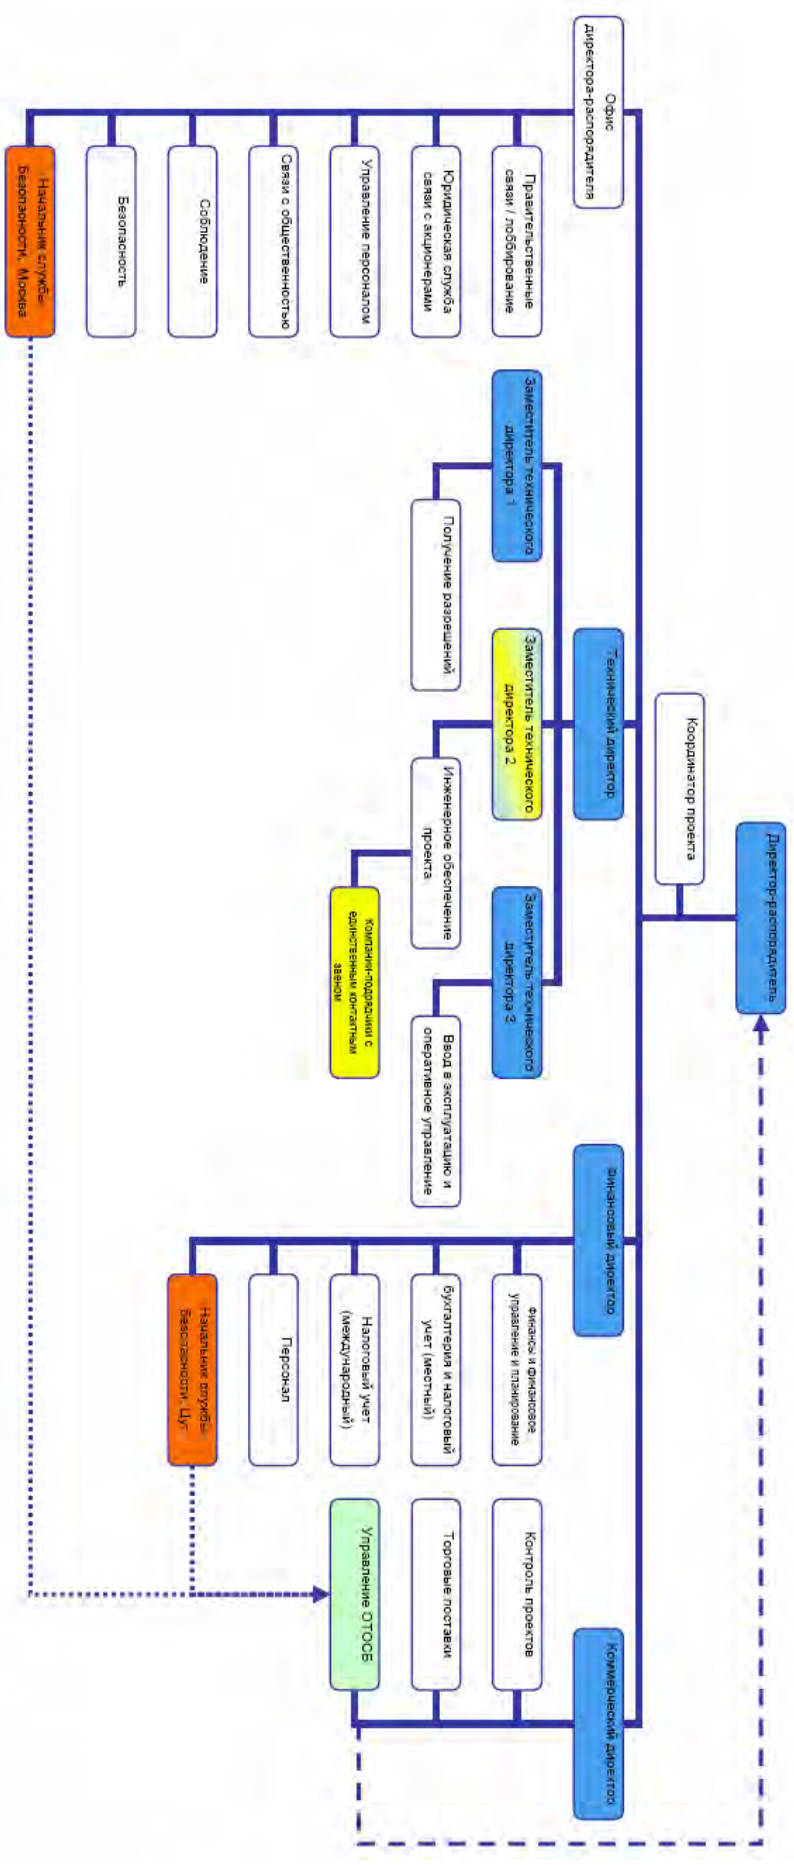 Директор-распорядитель
Координатор проекта
Офис
директора-распорядителя
Технический директор
Финансовый директор
Коммерческий директор
Правительственные
связи / лоббирование
Юридическая служба
связи с акционерами
Управление персоналом
Связи с общественностью
Соблюдение
Безопасность
Начальник службы
Безопасности, Москва
Заместитель технического
директора 1
Получение разрешений
Заместитель технического
директора 2
Инженерное обеспечение
проекта
Компании-подрядчики с
единственным контактным
звеном
Заместитель технического
директора 3
Ввод в эксплуатацию и
оперативное управление
Финансы и финансовое
управление и планирование
бухгалтерия и налоговый
учет (местный)
Налоговый учет
(международный)
Персонал
Начальник службы
Безопасности, Цуг
Контроль проектов
Торговые поставки
Управление ОТОСБ